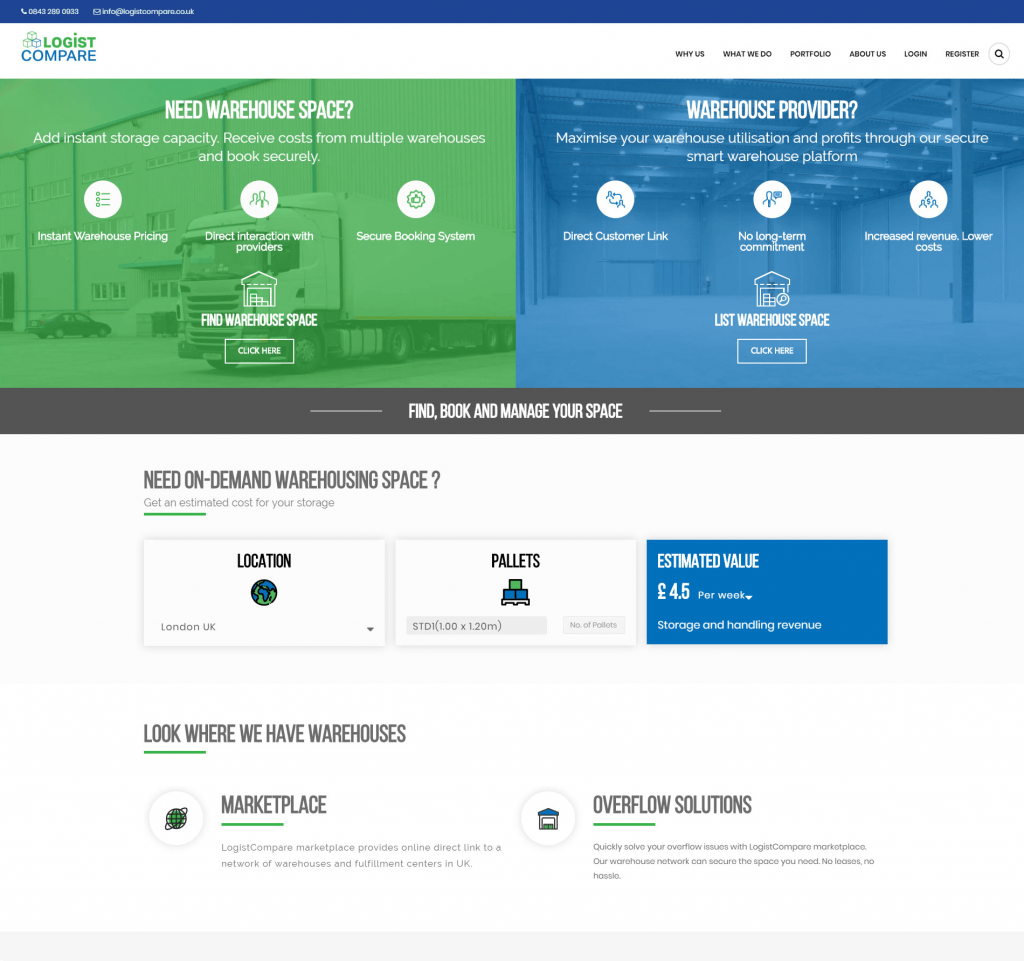 0843 289 0933 info@logistcompare.co.uk
LOGIST
COMPARE
WHY US WHAT WE DO PORTFOLIO ABOUT US LOGIN REGISTER
NEED WAREHOUSE SPACE?
Add instant storage capacity. Receive costs from multiple warehouses
and book securely.
Instant Warehouse Pricing
Direct interaction with
providers
Secure Booking System
FIND WAREHOUSE SPACE
CLICK HERE
WAREHOUSE PROVIDER?
Maximise your warehouse utilisation and profits through our secure
smart warehouse platform
Direct Customer Link
No long-term
commitment
Increased revenue. Lower
costs
LIST WAREHOUSE SPACE
CLICK HERE
FIND, BOOK AND MANAGE YOUR SPACE
NEED ON-DEMAND WAREHOUSING SPACE ?
Get an estimated cost for your storage
LOCATION
London UK
PALLETS
STD1(1.00 x 1.20m) No. of Pallets
ESTIMATED VALUE
£ 4.5 Per week
Storage and handling revenue
LOOK WHERE WE HAVE WAREHOUSES
MARKETPLACE
LogistCompare marketplace provides online direct link to a
network of warehouses and fulfillment centers in UK.
OVERFLOW SOLUTIONS
Quickly solve your overflow issues with LogistCompare marketplace.
Our warehouse network can secure the space you need. No leases, no
hassle.